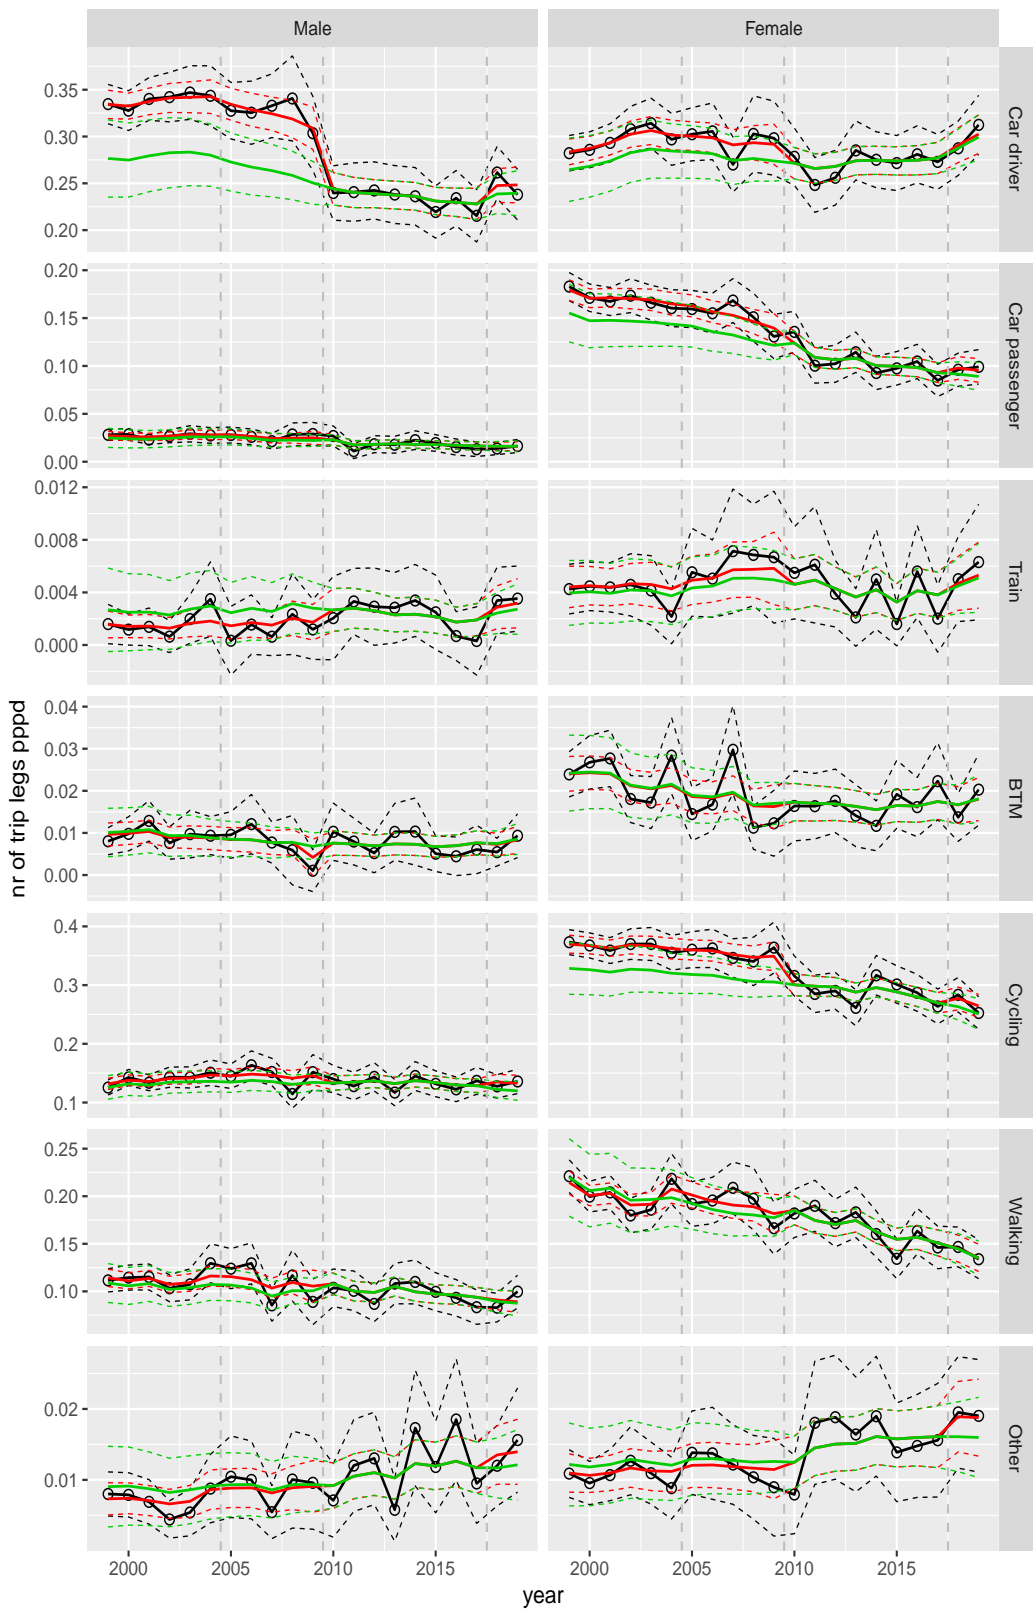 Male Female
0.35
0.30
0.25
0.20
Car driver
0.20
0.15
0.10
0.05
0.00
Car passenger
0.012
0.008
0.004
0.000
Train
0.04
0.03
0.02
0.01
0.00
BTM
nr of trip legs pppd
0.4
0.3
0.2
0.1
Cycling
0.25
0.20
0.15
0.10
Walking
0.02
0.01
Other
2000 2005 2010 2015 2000 2005 2010 2015
year